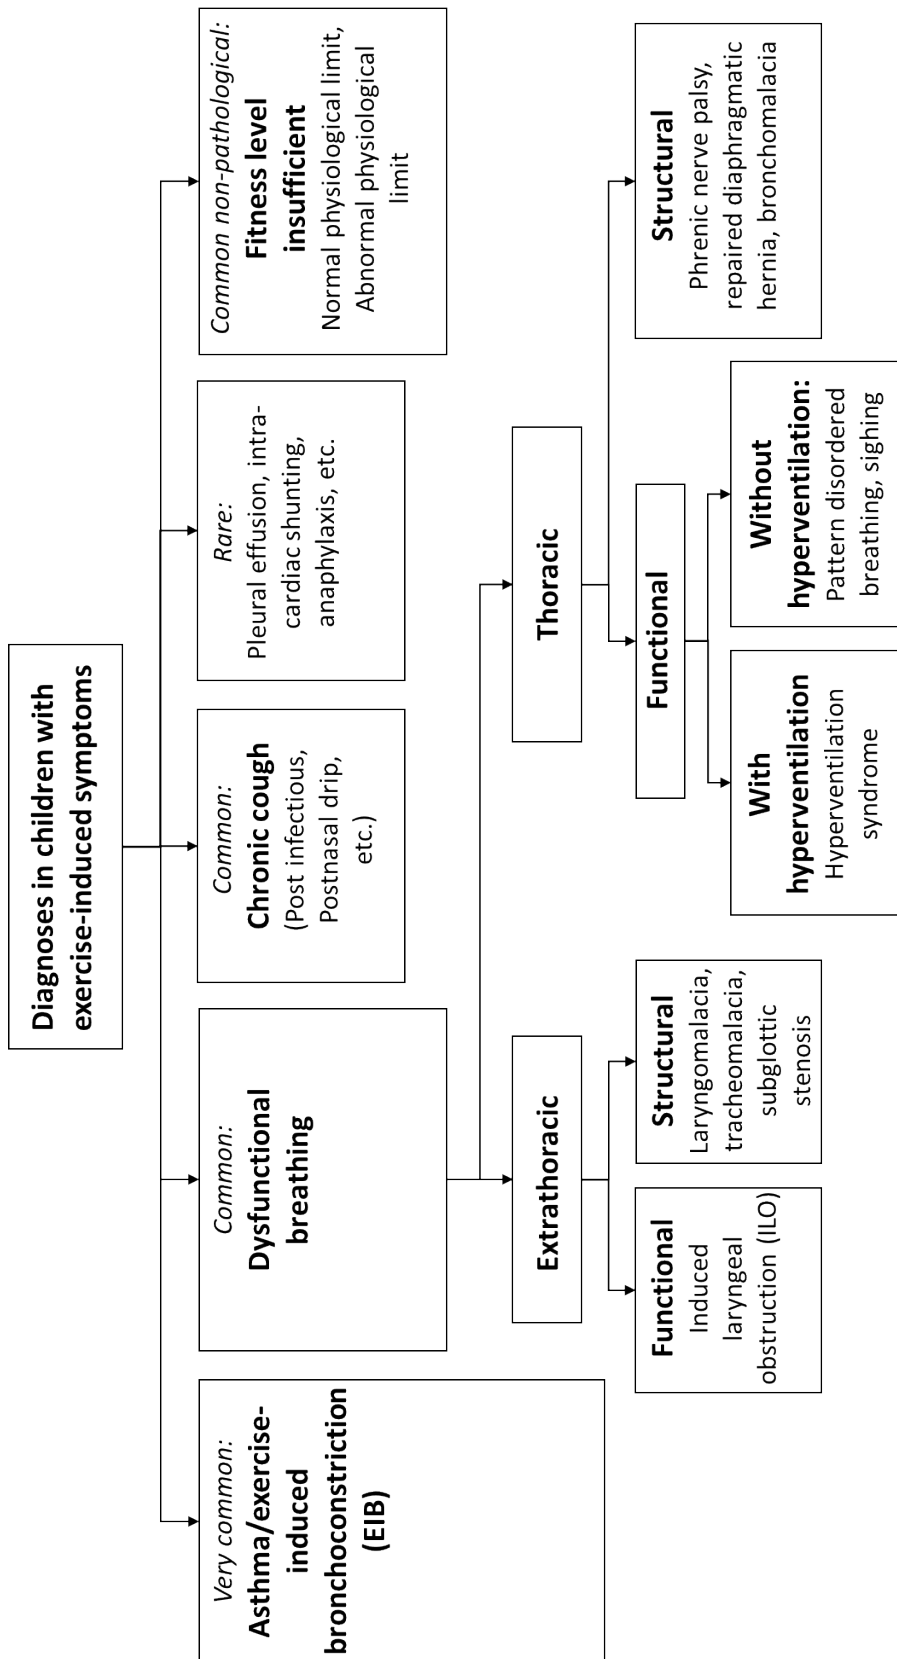 Diagnoses in children with
exercise-induced symptoms
Very common:
Asthma/exercise-
induced
bronchoconstriction
(EIB)
Common:
Dysfunctional
breathing
Common:
Chronic cough
(Post infectious,
Postnasal drip,
etc.)
Rare:
Pleural effusion, intra-
cardiac shunting,
anaphylaxis, etc.
Common non-pathological:
Fitness level
insufficient
Normal physiological limit,
Abnormal physiological
limit
Extrathoracic
Thoracic
Functional
Induced
laryngeal
obstruction (ILO)
Structural
Laryngomalacia,
tracheomalacia,
subglottic
stenosis
Functional
Structural
Phrenic nerve palsy,
repaired diaphragmatic
hernia, bronchomalacia
With
hyperventilation
Hyperventilation
syndrome
Without
hyperventilation:
Pattern disordered
breathing, sighing